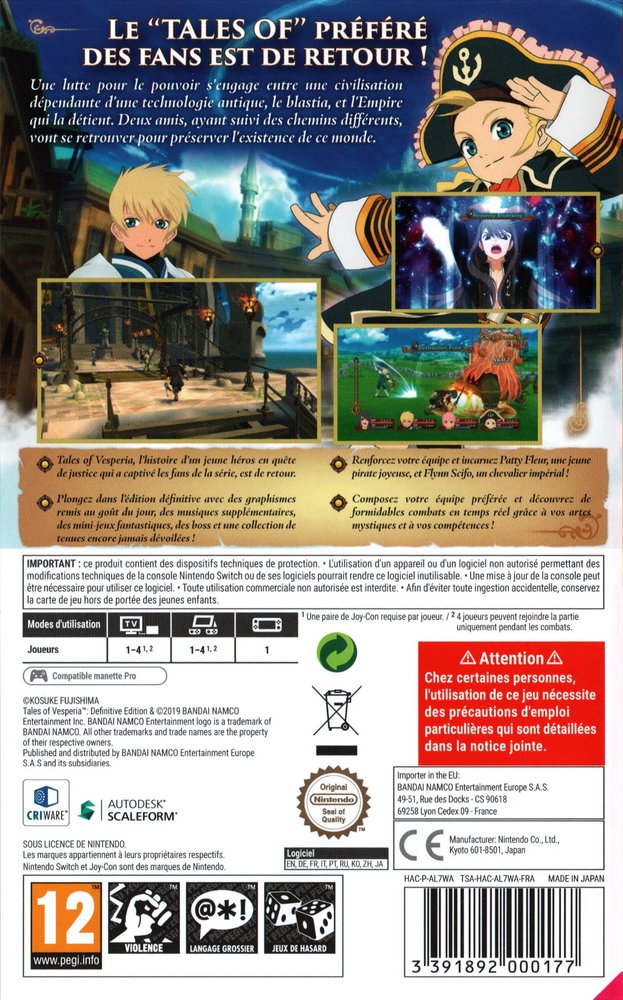 LE “TALES OF” PRÉFÉRÉ
DES FANS EST DE RETOUR !
Une lutte pour le pouvoir s'engage entre une civilisation
dépendante d'une technologie antique, le blastia, et l'Empire
qui la détient. Deux amis, ayant suivi des chemins différents,
vont se retrouver pour préserver l'existence de ce monde.
Tales of Vesperia, l'histoire d'un jeune héros en quête
de justice qui a captivé les fans de la série, est de retour.
Plongez dans l'édition définitive avec des graphismes
remis au goût du jour, des musiques supplémentaires,
des mini-jeux fantastiques, des boss et une collection de
tenues encore jamais dévoilées !
Renforcez votre équipe et incarnez Patty Fleur, une jeune
pirate joyeuse, et Flynn Scifo, un chevalier impérial !
Composez votre équipe préférée et découvrez de
formidables combats en temps réel grâce à vos artes
mystiques et à vos compétences !
IMPORTANT : ce produit contient des dispositifs techniques de protection. • L'utilisation d'un appareil ou d'un logiciel non autorisé permettant des
modifications techniques de la console Nintendo Switch ou de ses logiciels pourrait rendre ce logiciel inutilisable. • Une mise à jour de la console peut
être nécessaire pour utiliser ce logiciel. • Toute utilisation commerciale non autorisée est interdite. • Afin d'éviter toute ingestion accidentelle, conservez
la carte de jeu hors de portée des jeunes enfants.
Modes d'utilisation TV
Joueurs 1–4 1, 2 1–4 1, 2 1
1 Une paire de Joy-Con requise par joueur. / 2 4 joueurs peuvent rejoindre la partie
uniquement pendant les combats.
Compatible manette Pro
Attention
Chez certaines personnes,
l'utilisation de ce jeu nécessite
des précautions d'emploi
particulières qui sont détaillées
dans la notice jointe.
©KOSUKE FUJISHIMA
Tales of Vesperia™: Definitive Edition & ©2019 BANDAI NAMCO
Entertainment Inc. BANDAI NAMCO Entertainment logo is a trademark of
BANDAI NAMCO. All other trademarks and trade names are the property
of their respective owners.
Published and distributed by BANDAI NAMCO Entertainment Europe
S.A.S and its subsidiaries.
CRIWARE™
AUTODESK®
SCALEFORM®
Original
Nintendo
Seal of
Quality
TM
Importer in the EU:
BANDAI NAMCO Entertainment Europe S.A.S.
49-51, Rue des Docks - CS 90618
69258 Lyon Cedex 09 - France
CE
Manufacturer: Nintendo Co., Ltd.,
Kyoto 601-8501, Japan
SOUS LICENCE DE NINTENDO.
Les marques appartiennent à leurs propriétaires respectifs.
Nintendo Switch et Joy-Con sont des marques de Nintendo.
Logiciel
EN, DE, FR, IT, PT, RU, KO, ZH, JA
HAC-P-AL7WA TSA-HAC-AL7WA-FRA MADE IN JAPAN
12
www.pegi.info
VIOLENCE
@*!
LANGAGE GROSSIER
JEUX DE HASARD
3 391892 000177